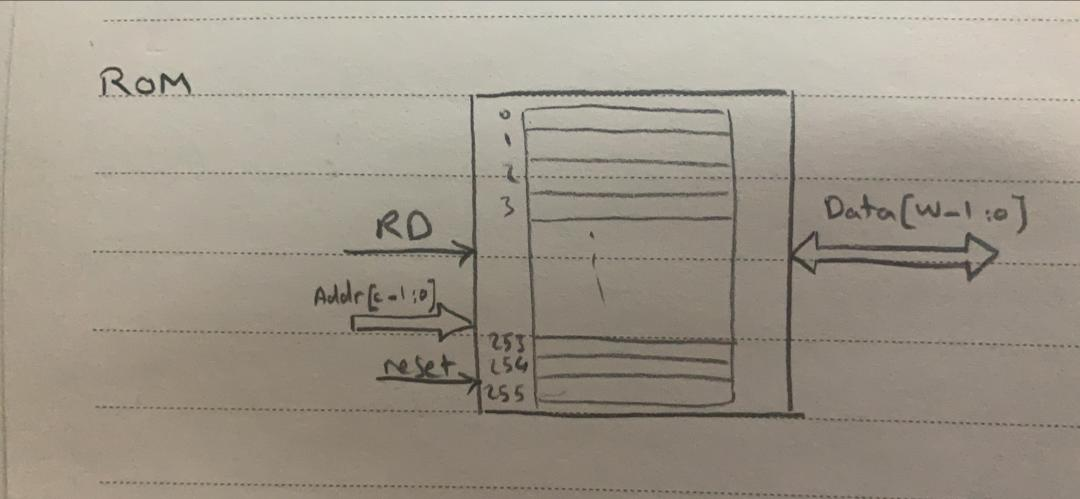 ROM
0
1
2
3
RD
Data[W-1:0]
Addr[c-1:0]
253
reset
254
255